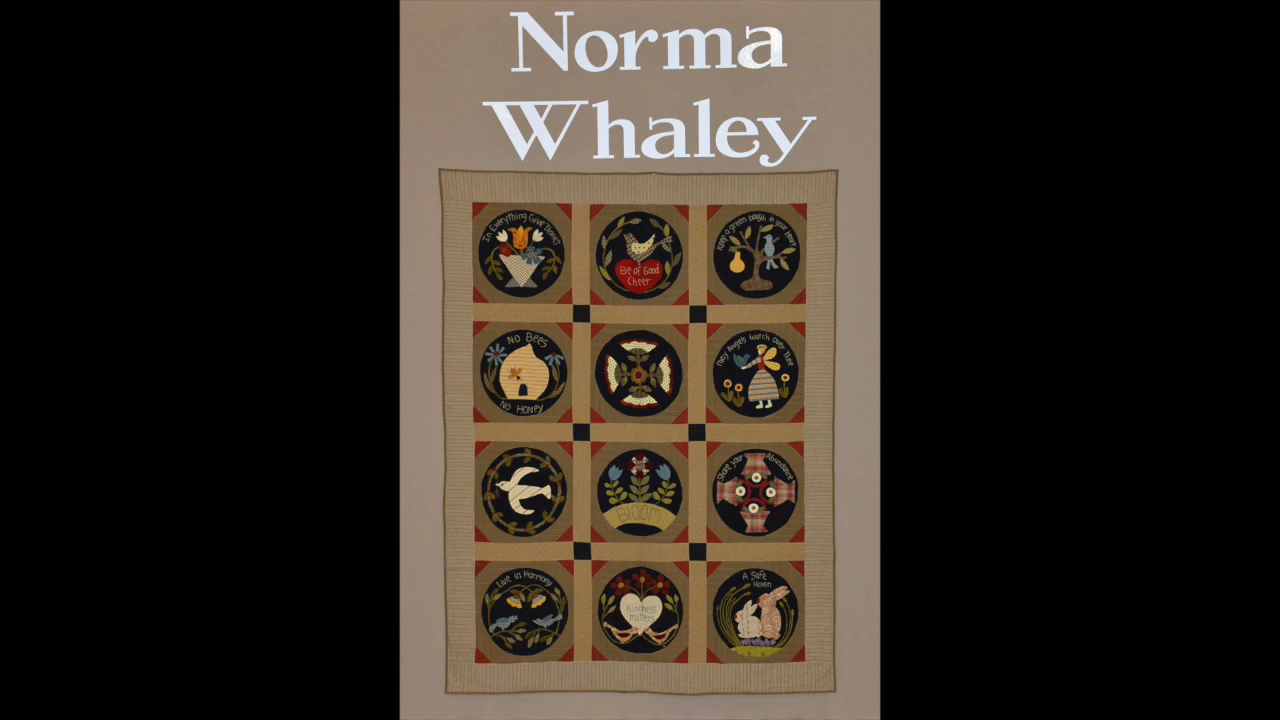 Norma
Whaley
In Everything Give Thanks
Be of Good
Cheer
Keep a green bough in your Heart
No Bees
No Honey
May Angels Watch Over Thee
BLOOM
Share your Abundance
Live in Harmony
Kindness
Matters
A Safe
Haven